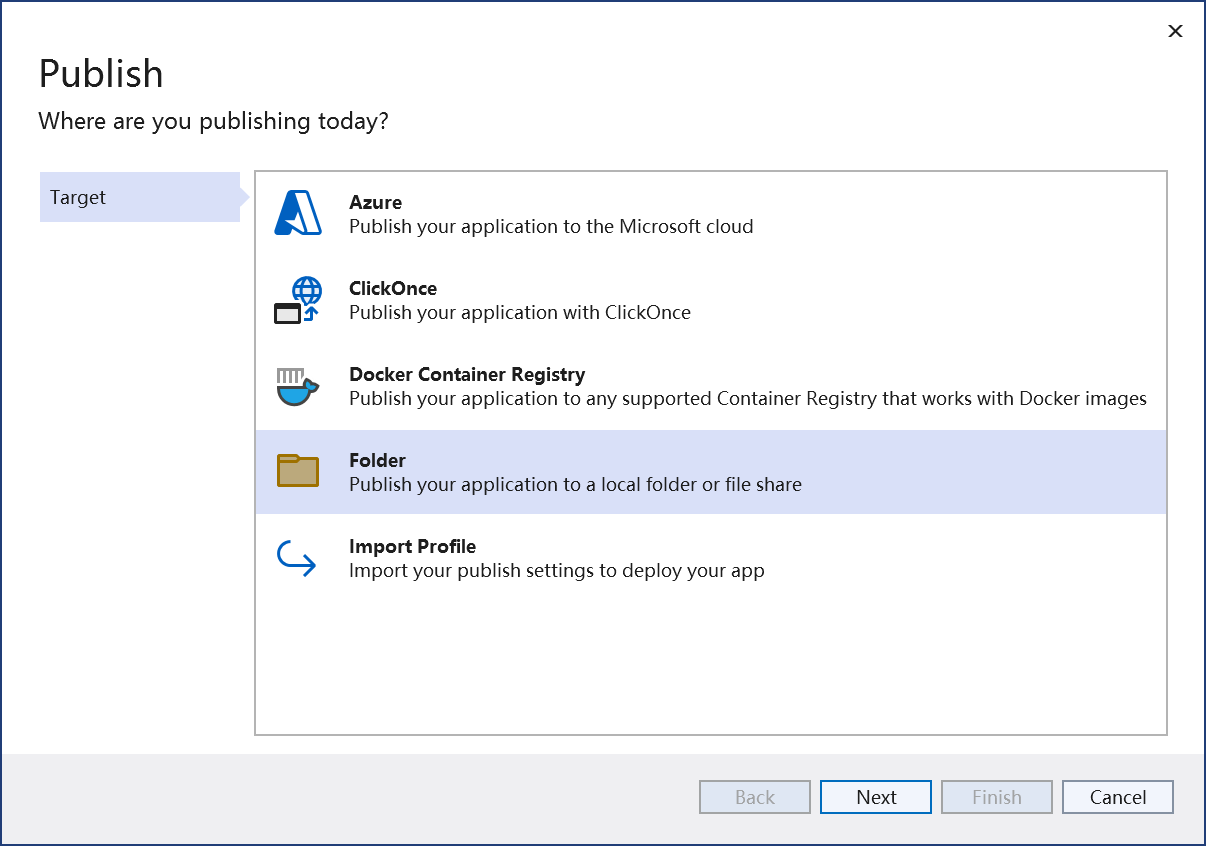 Publish
Where are you publishing today?
Target
Azure
Publish your application to the Microsoft cloud
ClickOnce
Publish your application with ClickOnce
Docker Container Registry
Publish your application to any supported Container Registry that works with Docker images
Folder
Publish your application to a local folder or file share
Import Profile
Import your publish settings to deploy your app
Back
Next
Finish
Cancel